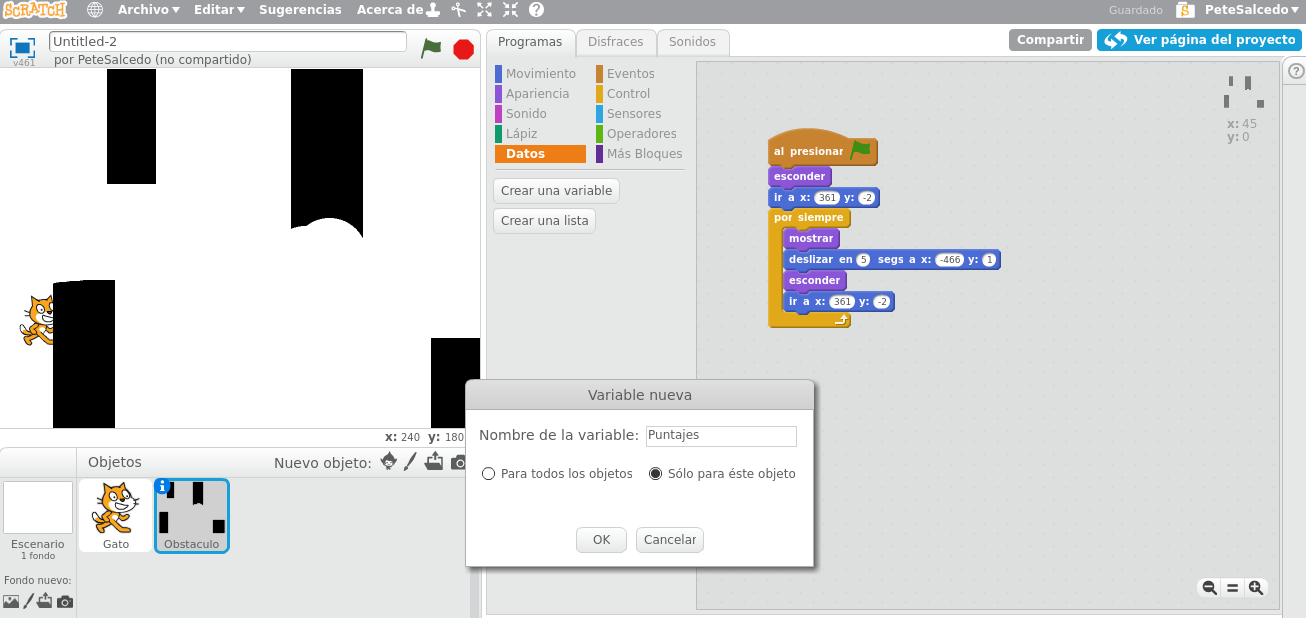 SCRATCH Archivo Editar Sugerencias Acerca de Guardado PeteSalcedo
v461 Untitled-2
por PeteSalcedo (no compartido)
Programas Disfraces Sonidos Compartir Ver página del proyecto
Movimiento Eventos
Apariencia Control
Sonido Sensores
Lápiz Operadores
Datos Más Bloques
Crear una variable
Crear una lista
x: 45
y: 0
al presionar
esconder
ir a x: 361 y: -2
por siempre
mostrar
deslizar en 5 segs a x: -466 y: 1
esconder
ir a x: 361 y: -2
x: 240 y: 180
Objetos Nuevo objeto:
Escenario
1 fondo
Fondo nuevo:
Gato Obstaculo
Variable nueva
Nombre de la variable: Puntajes
Para todos los objetos Sólo para éste objeto
OK Cancelar